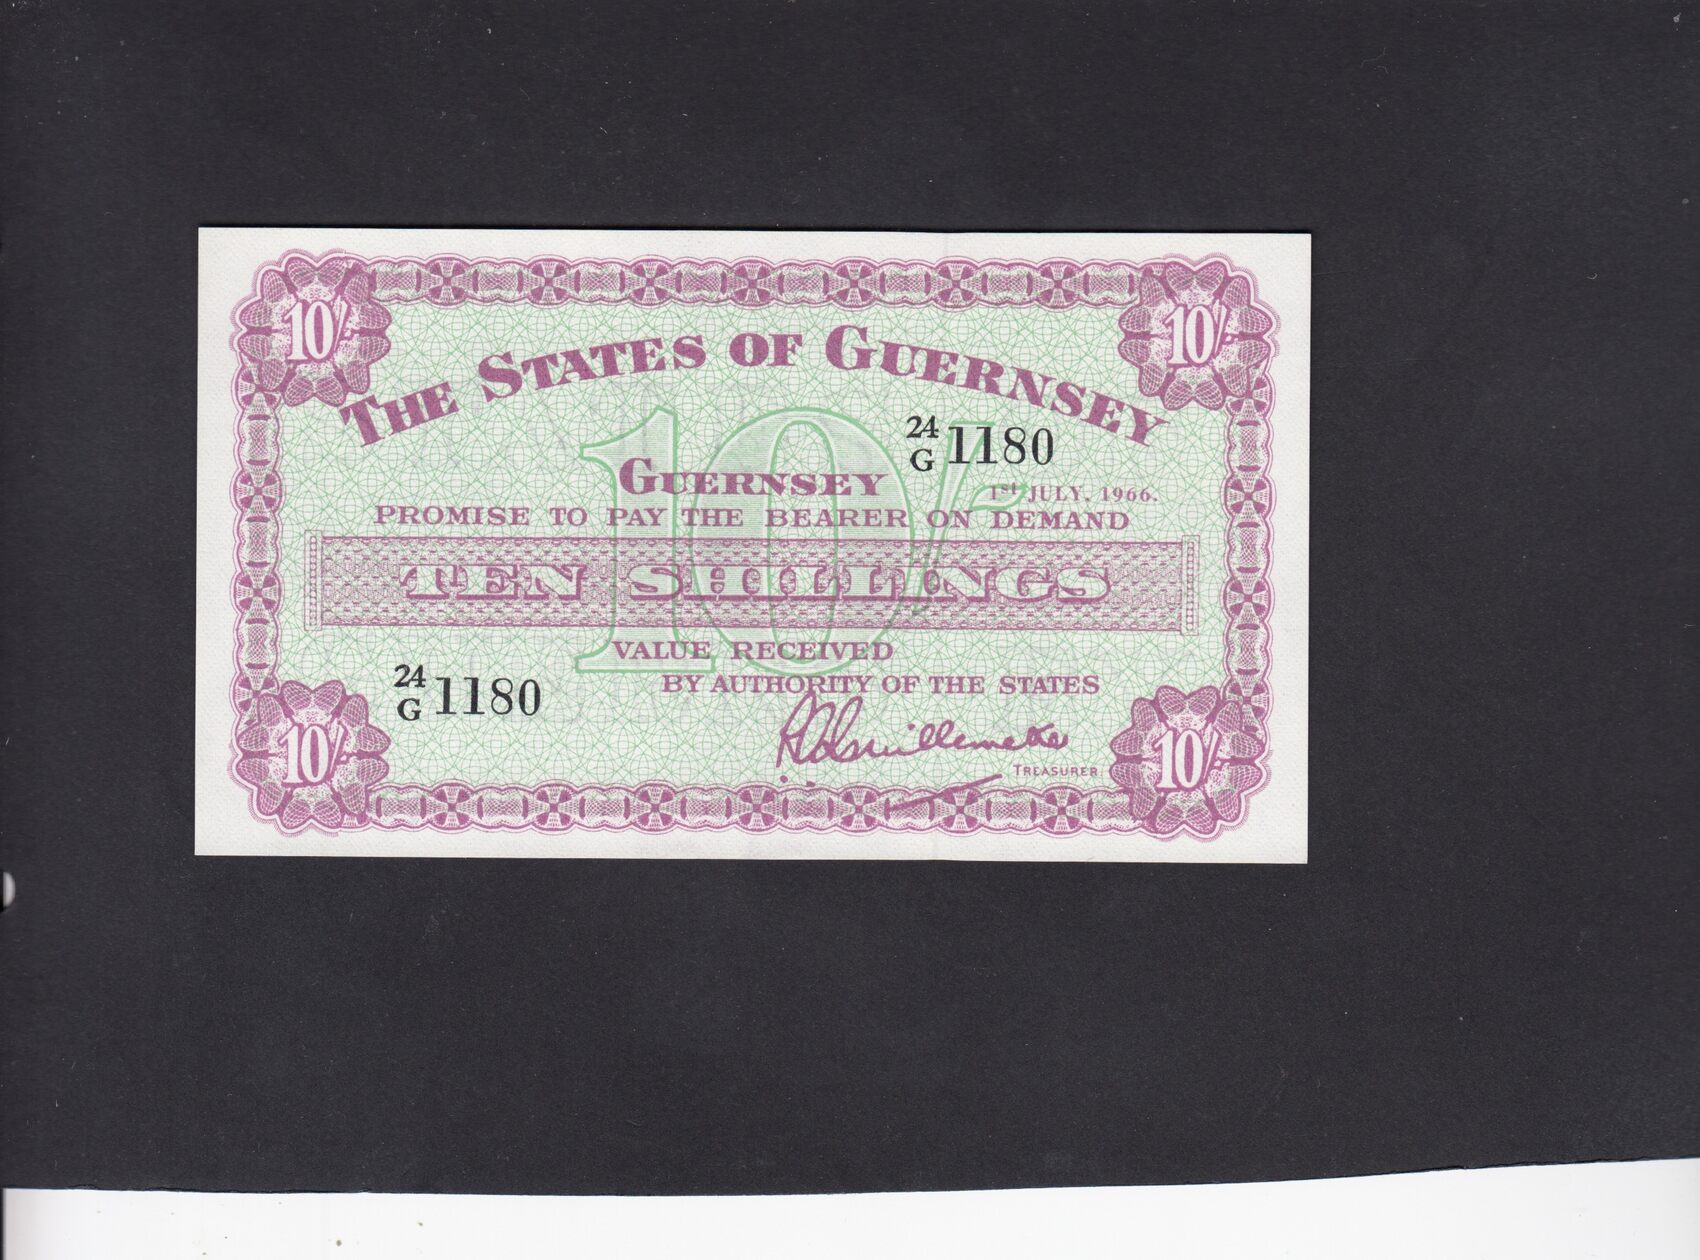 10/ 10/
THE STATES OF GUERNSEY
24/G 1180
GUERNSEY 1st JULY, 1966.
PROMISE TO PAY THE BEARER ON DEMAND
TEN SHILLINGS
10/-
VALUE RECEIVED
24/G 1180
BY AUTHORITY OF THE STATES
TREASURER
10/ 10/